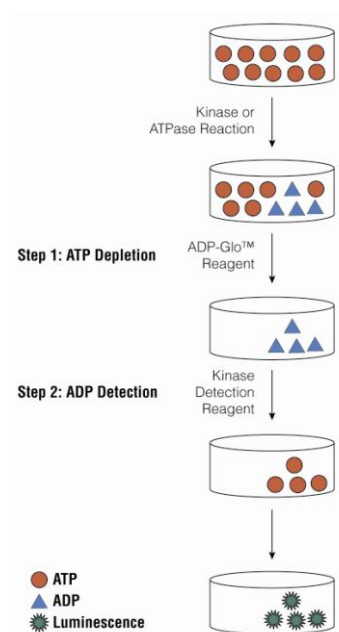 Kinase or
ATPase Reaction
Step 1: ATP Depletion
ADP-Glo™
Reagent
Step 2: ADP Detection
Kinase
Detection
Reagent
ATP
ADP
Luminescence